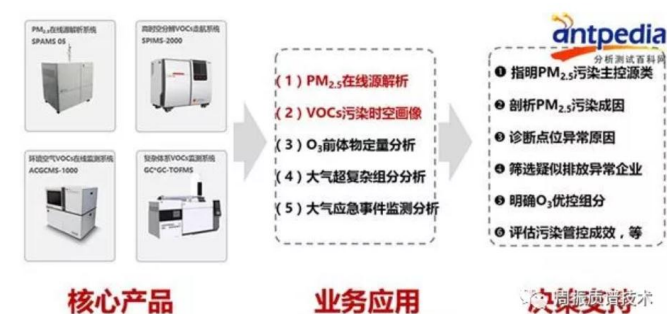 PM2.5在线源解析系统
SPAMS 05
高时空分辨VOCs走航系统
SPIMS-2000
环境空气VOCs在线监测系统
ACGCMS-1000
复杂体系VOCs监测系统
GC*GC-TOFMS
核心产品
(1)PM2.5在线源解析
(2)VOCs污染时空画像
(3)O3前体物定量分析
(4)大气超复杂组分分析
(5)大气应急事件监测分析
业务应用
antpedia
分析测试百科网
❶ 指明PM2.5污染主控源类
❷ 剖析PM2.5污染成因
❸ 诊断点位异常原因
❹ 筛选疑似排放异常企业
❺ 明确O3优控组分
❻ 评估污染管控成效，等
决策支持
周振质谱技术